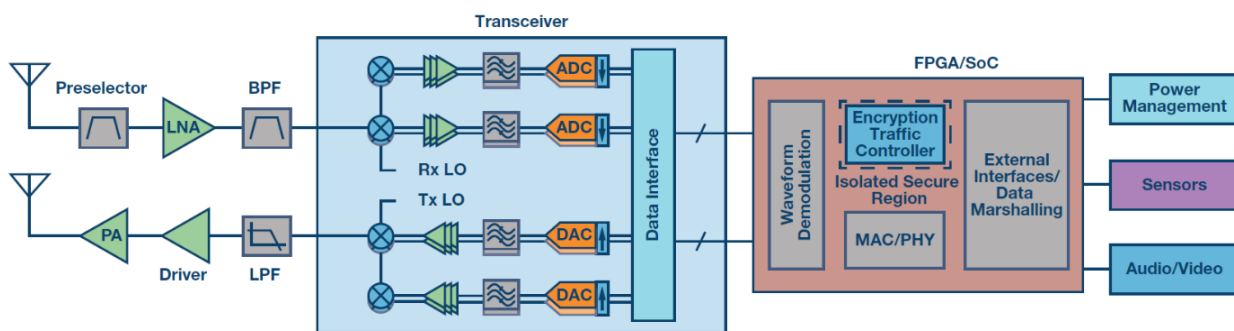 Transceiver
FPGA/SoC
Preselector
LNA
BPF
ADC
ADC
Rx LO
Tx LO
PA
Driver
LPF
DAC
DAC
Data Interface
Waveform
Demodulation
Encryption
Traffic
Controller
Isolated Secure
Region
MAC/PHY
External
Interfaces/
Data
Marshalling
Power
Management
Sensors
Audio/Video